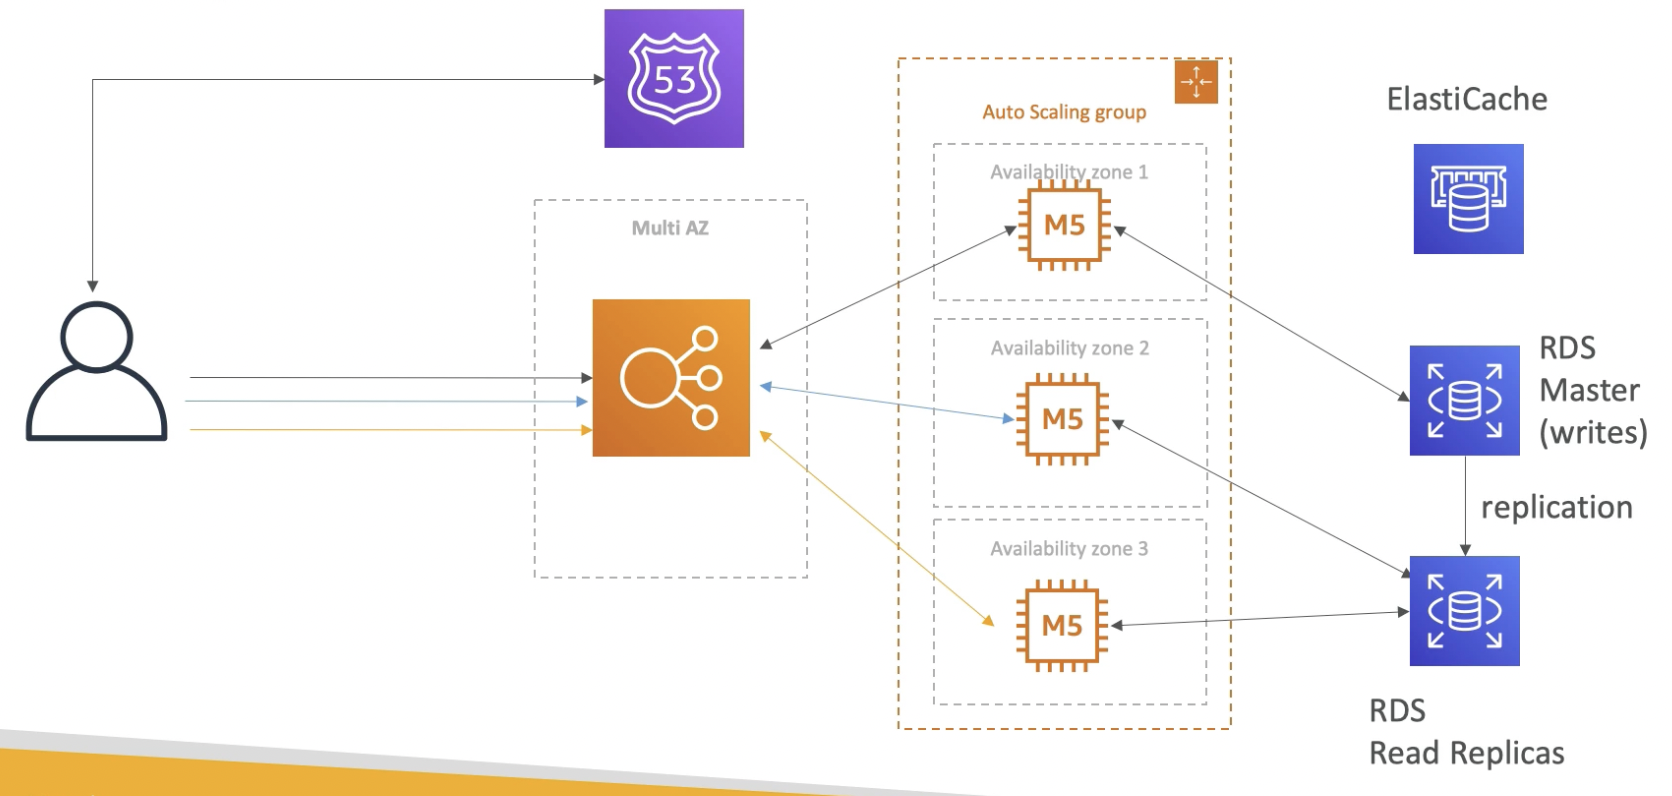 53
Auto Scaling group
ElastiCache
Availability zone 1
M5
Multi AZ
Availability zone 2
M5
RDS
Master
(writes)
replication
Availability zone 3
M5
RDS
Read Replicas